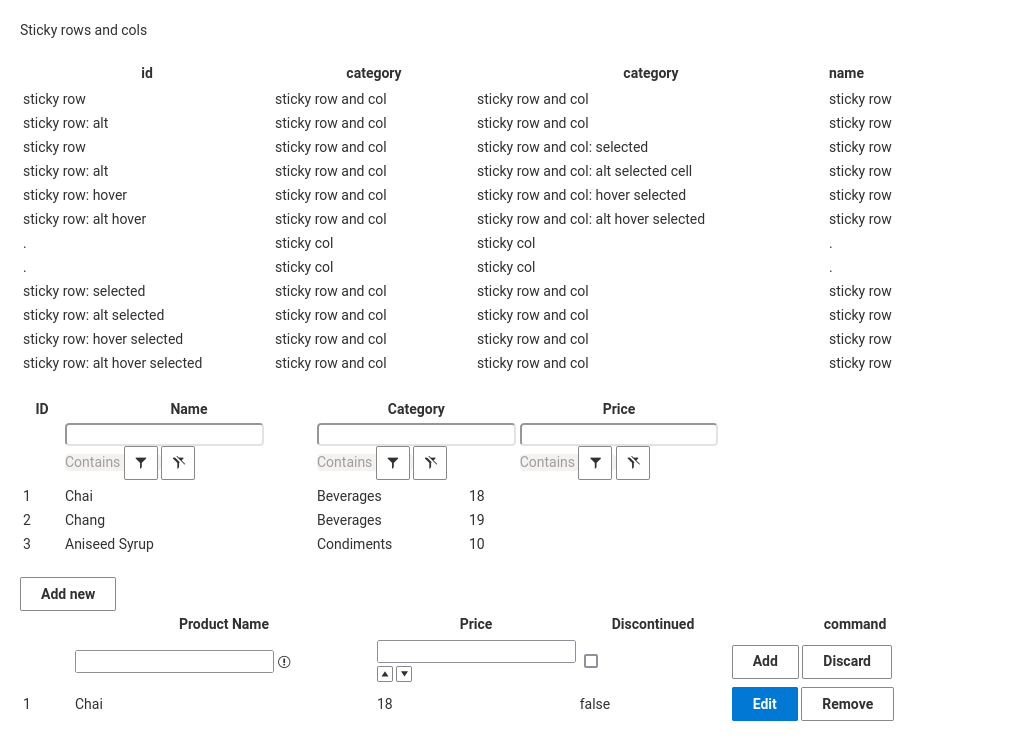 Sticky rows and cols
id category category name
sticky row sticky row and col sticky row and col sticky row
sticky row: alt sticky row and col sticky row and col sticky row
sticky row sticky row and col sticky row and col: selected sticky row
sticky row: alt sticky row and col sticky row and col: alt selected cell sticky row
sticky row: hover sticky row and col sticky row and col: hover selected sticky row
sticky row: alt hover sticky row and col sticky row and col: alt hover selected sticky row
. sticky col sticky col .
. sticky col sticky col .
sticky row: selected sticky row and col sticky row and col sticky row
sticky row: alt selected sticky row and col sticky row and col sticky row
sticky row: hover selected sticky row and col sticky row and col sticky row
sticky row: alt hover selected sticky row and col sticky row and col sticky row
ID Name Category Price
Contains Contains Contains
1 Chai Beverages 18
2 Chang Beverages 19
3 Aniseed Syrup Condiments 10
Add new
Product Name Price Discontinued command
Add Discard
1 Chai 18 false Edit Remove